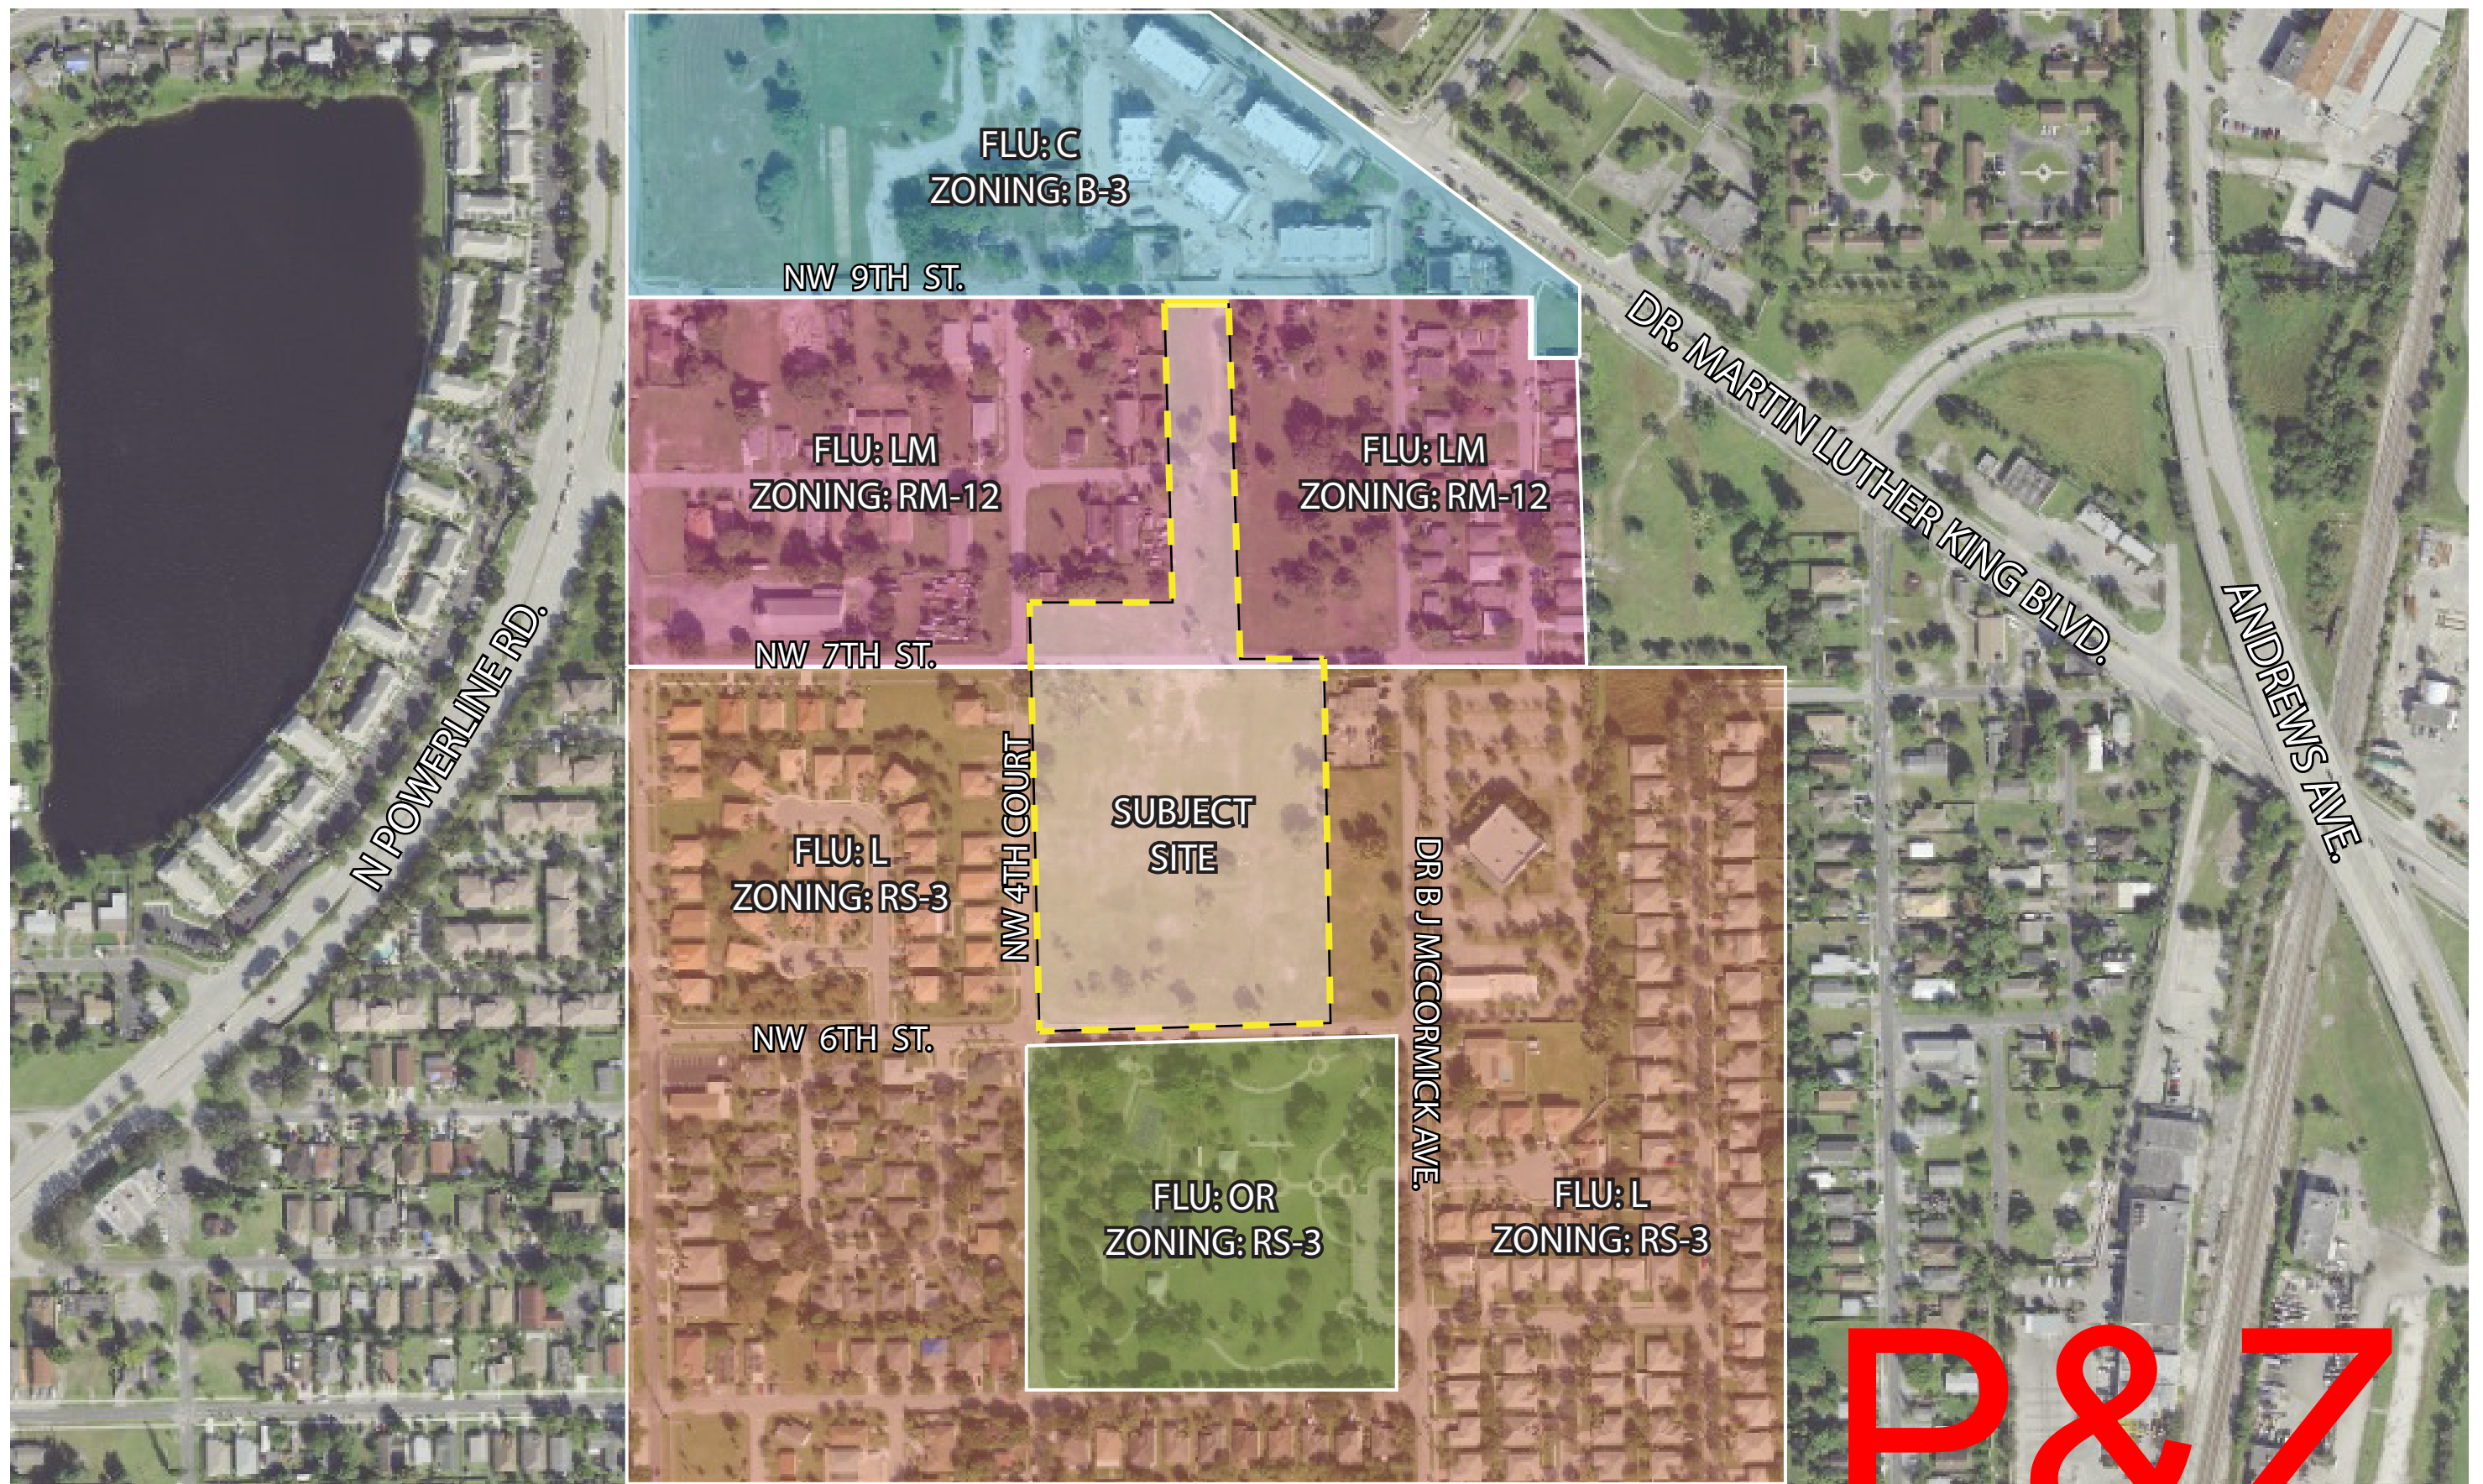 FLU: C
ZONING: B-3
NW 9TH ST.
DR. MARTIN LUTHER KING BLVD.
FLU: LM
ZONING: RM-12
FLU: LM
ZONING: RM-12
NW 7TH ST.
N POWERLINE RD.
ANDREWS AVE.
NW 4TH COURT
SUBJECT
SITE
FLU: L
ZONING: RS-3
DR B J MCCORMICK AVE.
NW 6TH ST.
FLU: OR
ZONING: RS-3
FLU: L
ZONING: RS-3
P&Z